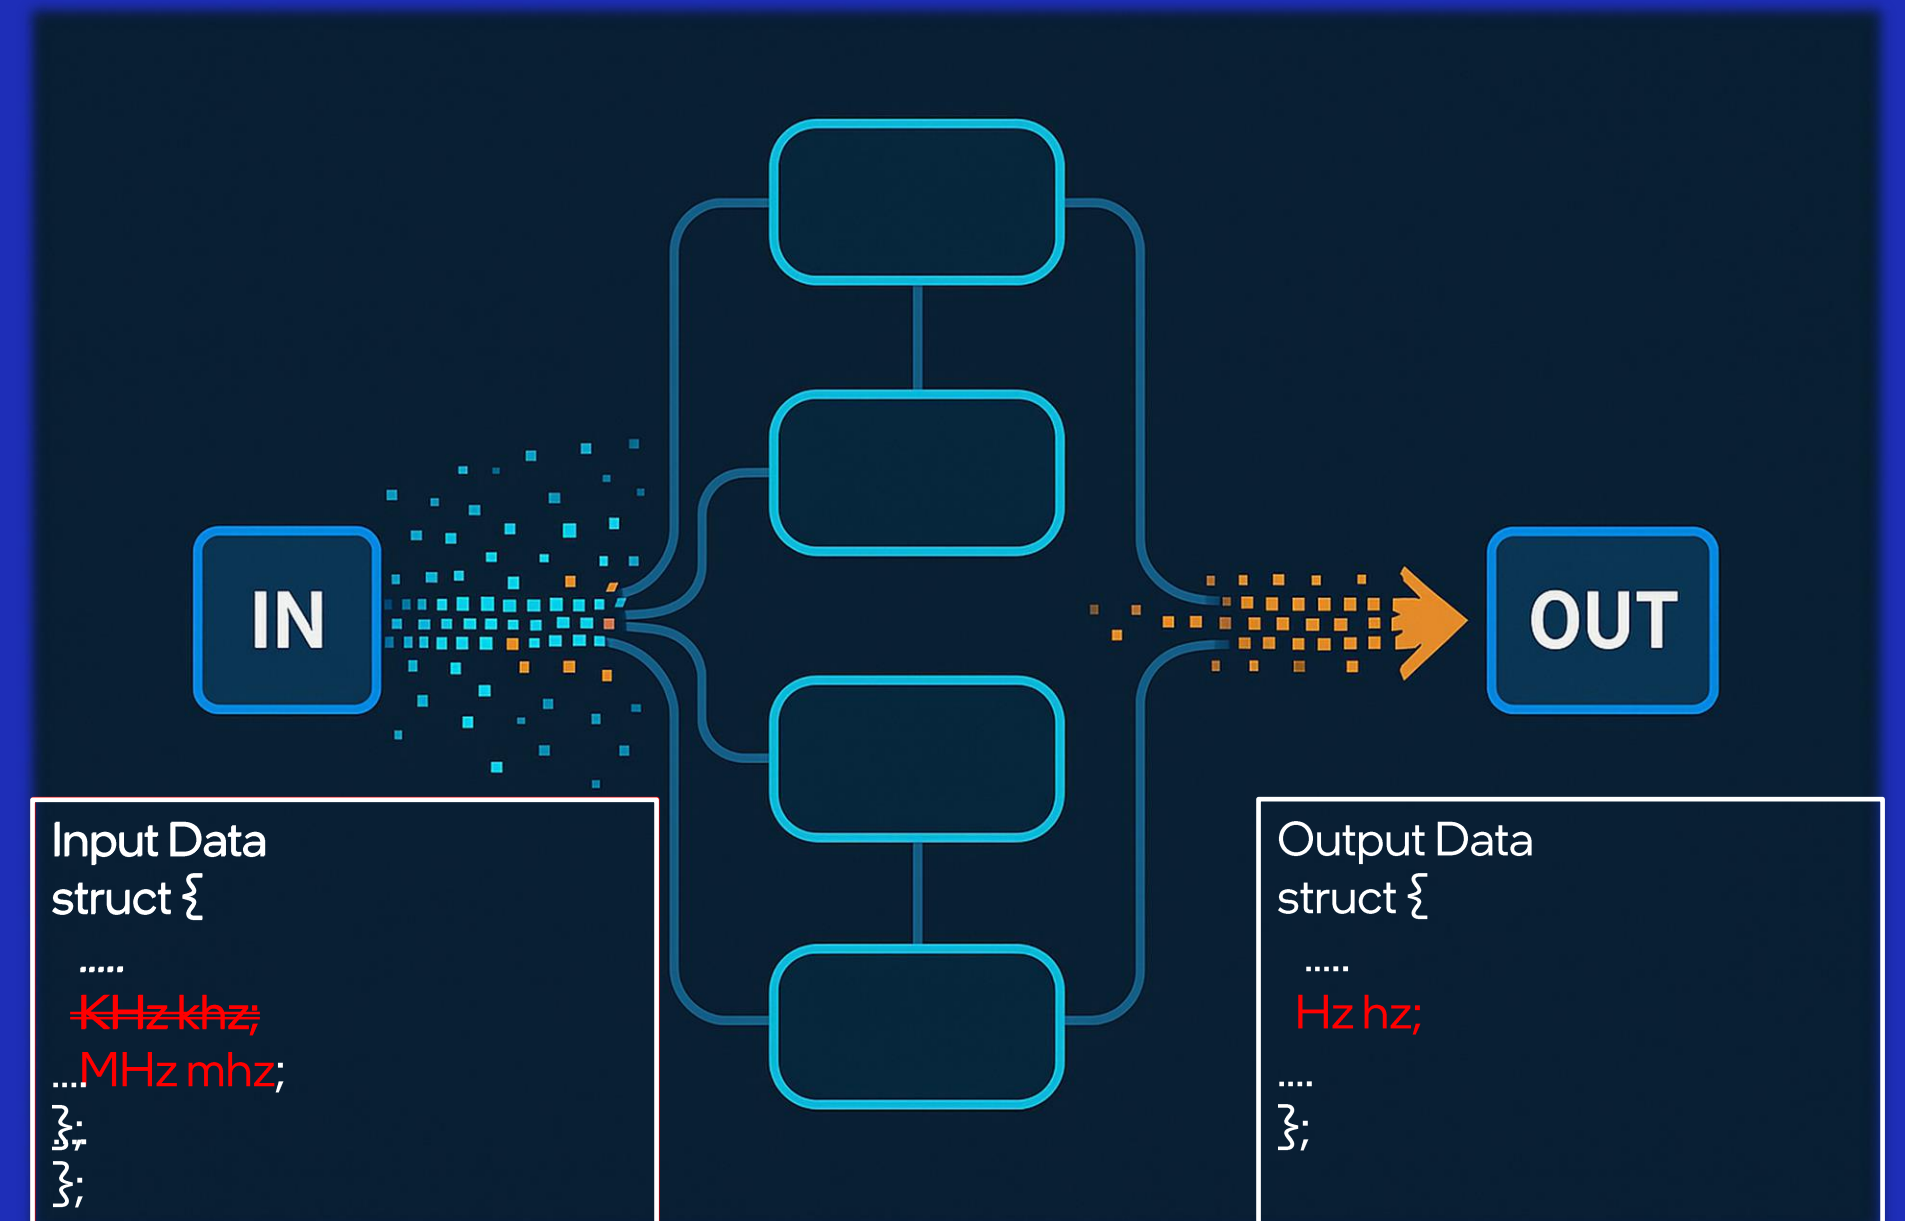 IN
OUT
Input Data
struct {
.....
KHz khz;
MHz mhz;
....
};
};
Output Data
struct {
.....
Hz hz;
....
};